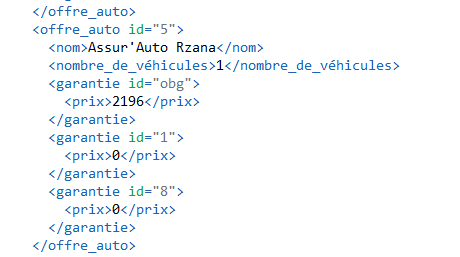 </offre_auto>
<offre_auto id="5">
<nom>Assur'Auto Rzana</nom>
<nombre_de_véhicules>1</nombre_de_véhicules>
<garantie id="obg">
<prix>2196</prix>
</garantie>
<garantie id="1">
<prix>0</prix>
</garantie>
<garantie id="8">
<prix>0</prix>
</garantie>
</offre_auto>